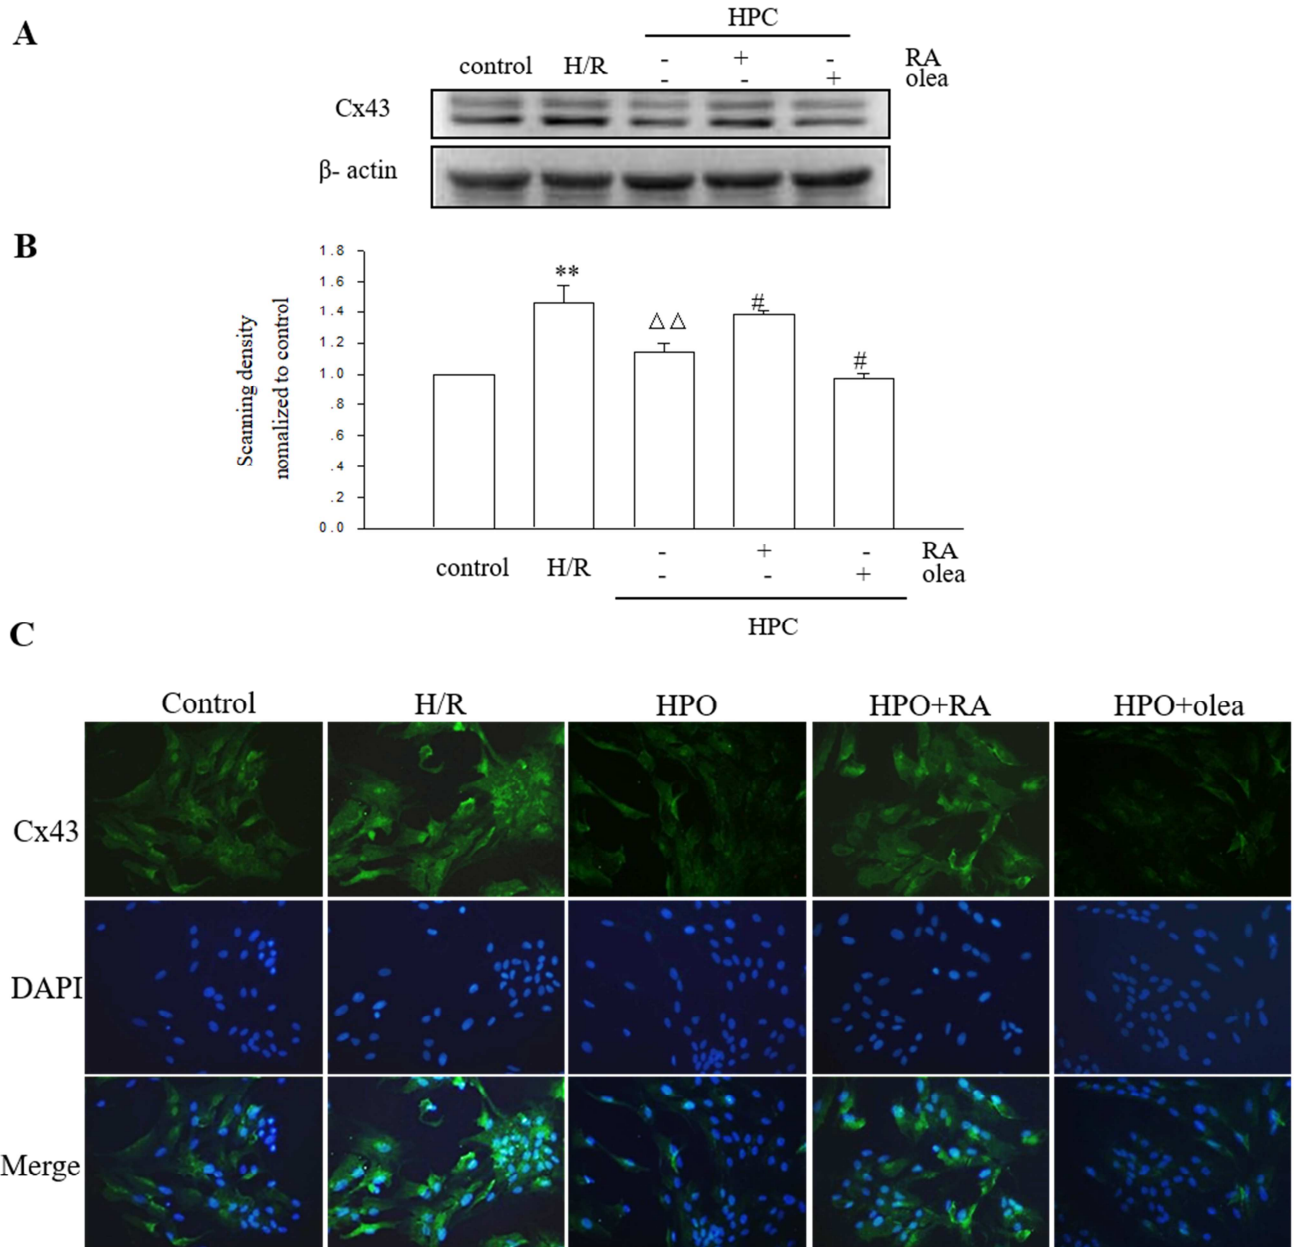 A
HPC
control H/R - + - RA
- - + olea
Cx43
β- actin
B
Scanning density
nomalized to control
1.8
1.6
1.4
1.2
1.0
.8
.6
.4
.2
0.0
**
△△
#
#
- + - RA
control H/R - - + olea
HPC
C
Control H/R HPO HPO+RA HPO+olea
Cx43
DAPI
Merge